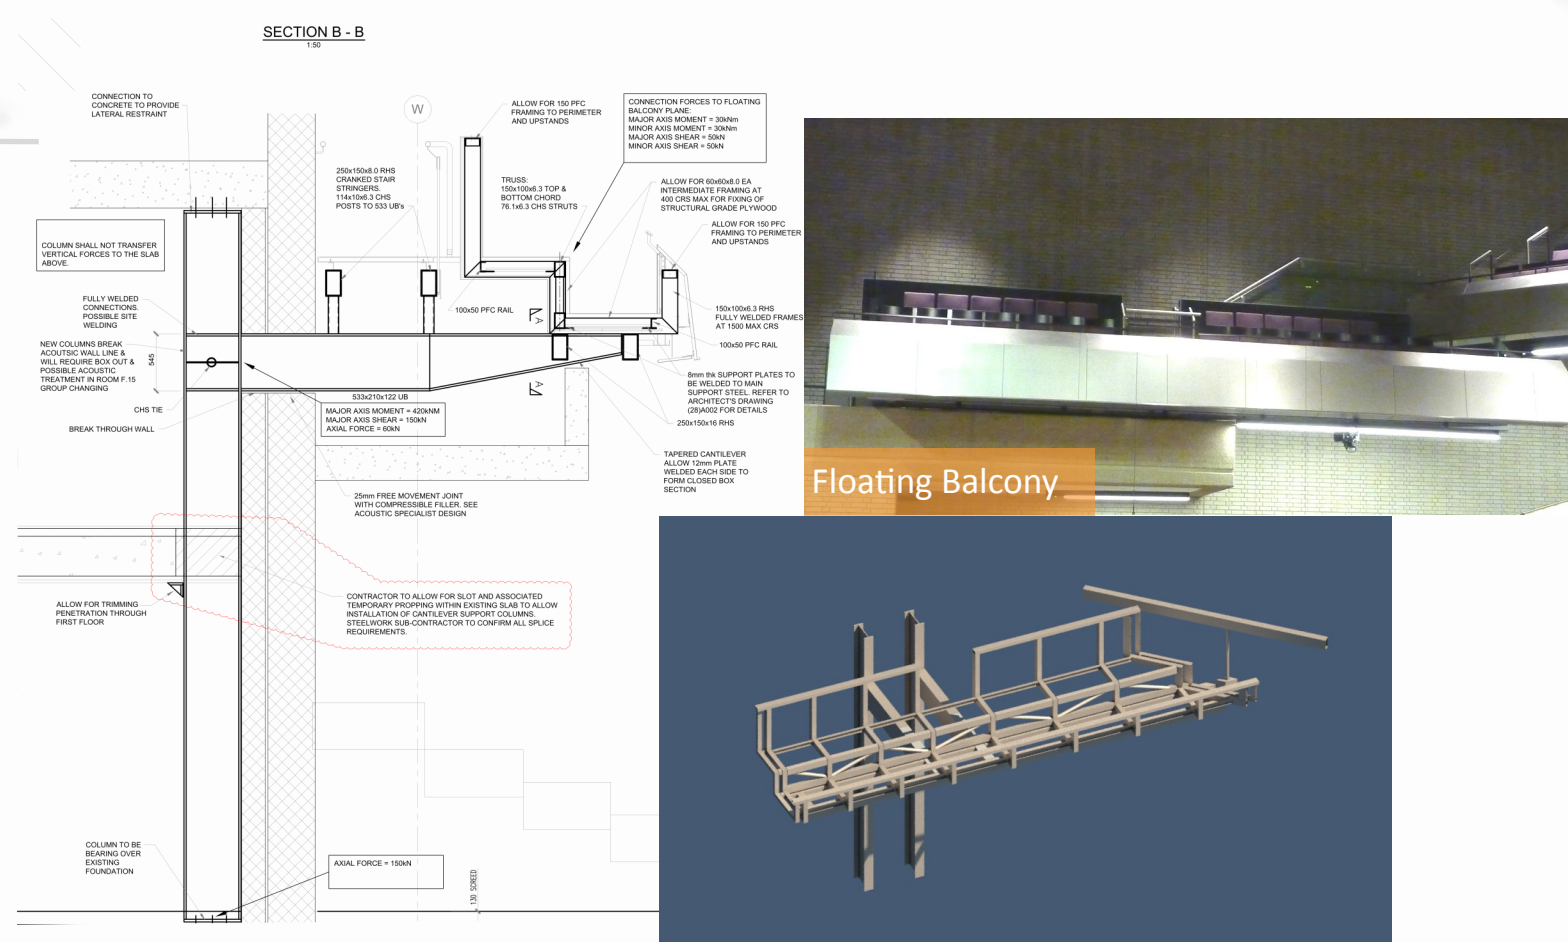 SECTION B - B
1:50
CONNECTION TO
CONCRETE TO PROVIDE
LATERAL RESTRAINT
W
ALLOW FOR 150 PFC
FRAMING TO PERIMETER
AND UPSTANDS
CONNECTION FORCES TO FLOATING
BALCONY PLANE:
MAJOR AXIS MOMENT = 30kNm
MINOR AXIS MOMENT = 30kNm
MAJOR AXIS SHEAR = 50kN
MINOR AXIS SHEAR = 50kN
250x150x8.0 RHS
CRANKED STAIR
STRINGERS.
114x10x6.3 CHS
POSTS TO 533 UB's
TRUSS:
150x100x6.3 TOP &
BOTTOM CHORD
76.1x6.3 CHS STRUTS
ALLOW FOR 60x60x8.0 EA
INTERMEDIATE FRAMING AT
400 CRS MAX FOR FIXING OF
STRUCTURAL GRADE PLYWOOD
ALLOW FOR 150 PFC
FRAMING TO PERIMETER
AND UPSTANDS
COLUMN SHALL NOT TRANSFER
VERTICAL FORCES TO THE SLAB
ABOVE.
FULLY WELDED
CONNECTIONS.
POSSIBLE SITE
WELDING
100x50 PFC RAIL
A
150x100x6.3 RHS
FULLY WELDED FRAMES
AT 1500 MAX CRS
100x50 PFC RAIL
NEW COLUMNS BREAK
ACOUTSIC WALL LINE &
WILL REQUIRE BOX OUT &
POSSIBLE ACOUSTIC
TREATMENT IN ROOM F.15
GROUP CHANGING
545
8mm thk SUPPORT PLATES TO
BE WELDED TO MAIN
SUPPORT STEEL. REFER TO
ARCHITECT'S DRAWING
(28)A002 FOR DETAILS
A
533x210x122 UB
CHS TIE
MAJOR AXIS MOMENT = 420kNM
MAJOR AXIS SHEAR = 150kN
AXIAL FORCE = 60kN
250x150x16 RHS
BREAK THROUGH WALL
TAPERED CANTILEVER
ALLOW 12mm PLATE
WELDED EACH SIDE TO
FORM CLOSED BOX
SECTION
Floating Balcony
25mm FREE MOVEMENT JOINT
WITH COMPRESSIBLE FILLER. SEE
ACOUSTIC SPECIALIST DESIGN
ALLOW FOR TRIMMING
PENETRATION THROUGH
FIRST FLOOR
CONTRACTOR TO ALLOW FOR SLOT AND ASSOCIATED
TEMPORARY PROPPING WITHIN EXISTING SLAB TO ALLOW
INSTALLATION OF CANTILEVER SUPPORT COLUMNS.
STEELWORK SUB-CONTRACTOR TO CONFIRM ALL SPLICE
REQUIREMENTS.
COLUMN TO BE
BEARING OVER
EXISTING
FOUNDATION
AXIAL FORCE = 150kN
130 SCREED